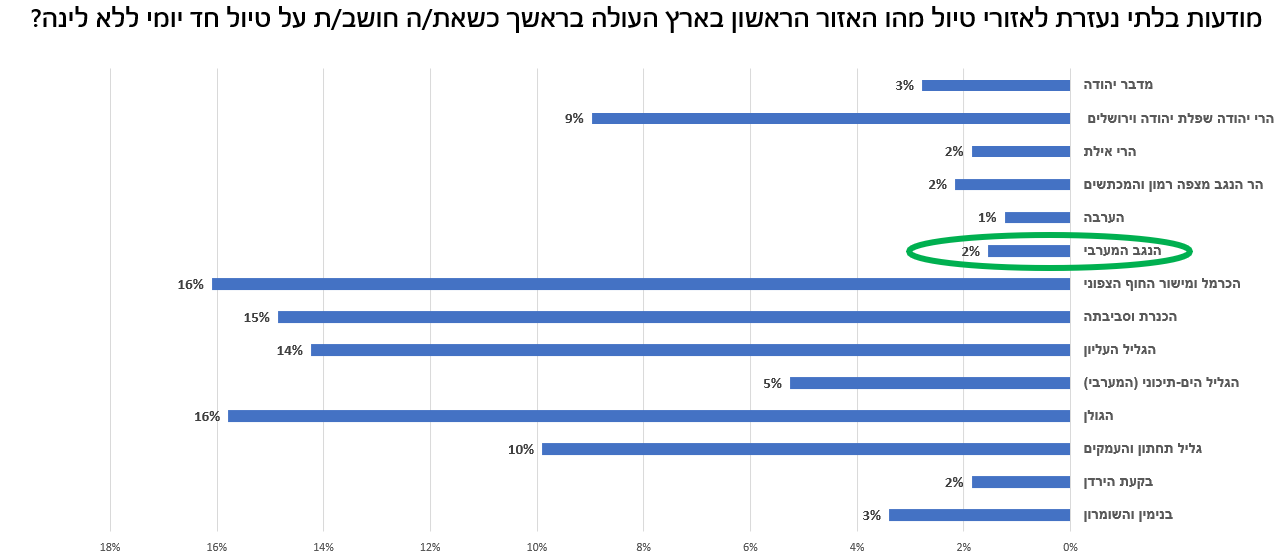 מודעות בלתי נעזרת לאזורי טיול מהו האזור הראשון בארץ העולה בראשך כשאת/ה חושב/ת על טיול חד יומי ללא לינה?
מדבר יהודה 3%
הרי יהודה שפלת יהודה וירושלים 9%
הרי אילת 2%
הר הנגב מצפה רמון והמכתשים 2%
הערבה 1%
הנגב המערבי 2%
הכרמל ומישור החוף הצפוני 16%
הכנרת וסביבתה 15%
הגליל העליון 14%
הגליל הים-תיכוני (המערבי) 5%
הגולן 16%
גליל תחתון והעמקים 10%
בקעת הירדן 2%
בנימין והשומרון 3%
18% 16% 14% 12% 10% 8% 6% 4% 2% 0%